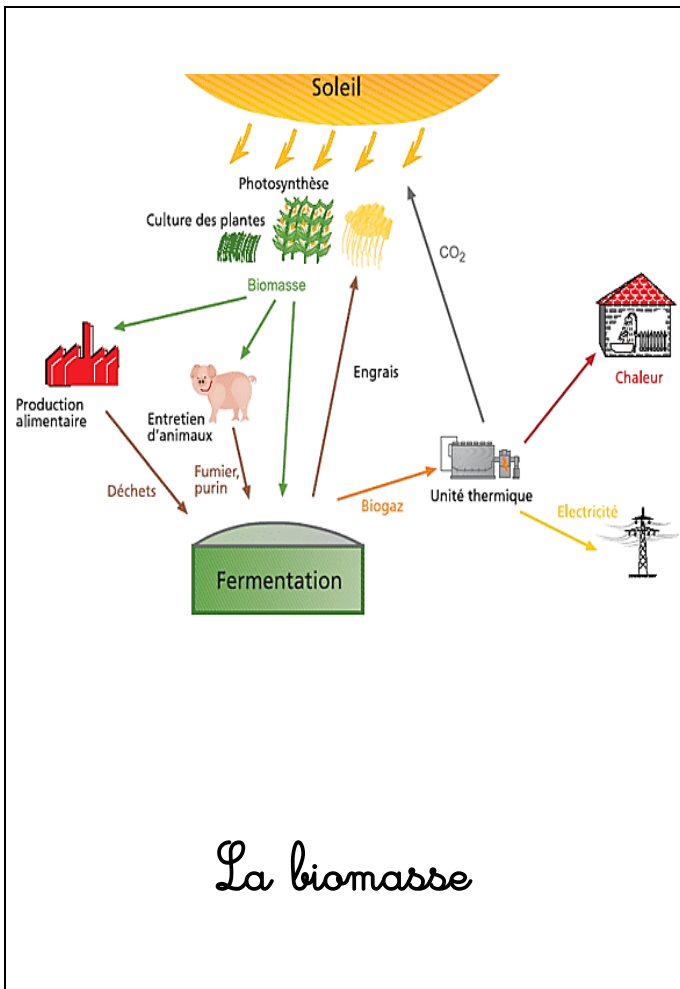 Soleil
Photosynthèse
Culture des plantes
CO₂
Biomasse
Chaleur
Engrais
Production
alimentaire
Entretien
d'animaux
Fumier,
purin
Déchets
Biogaz
Unité thermique
Electricité
Fermentation
La biomasse